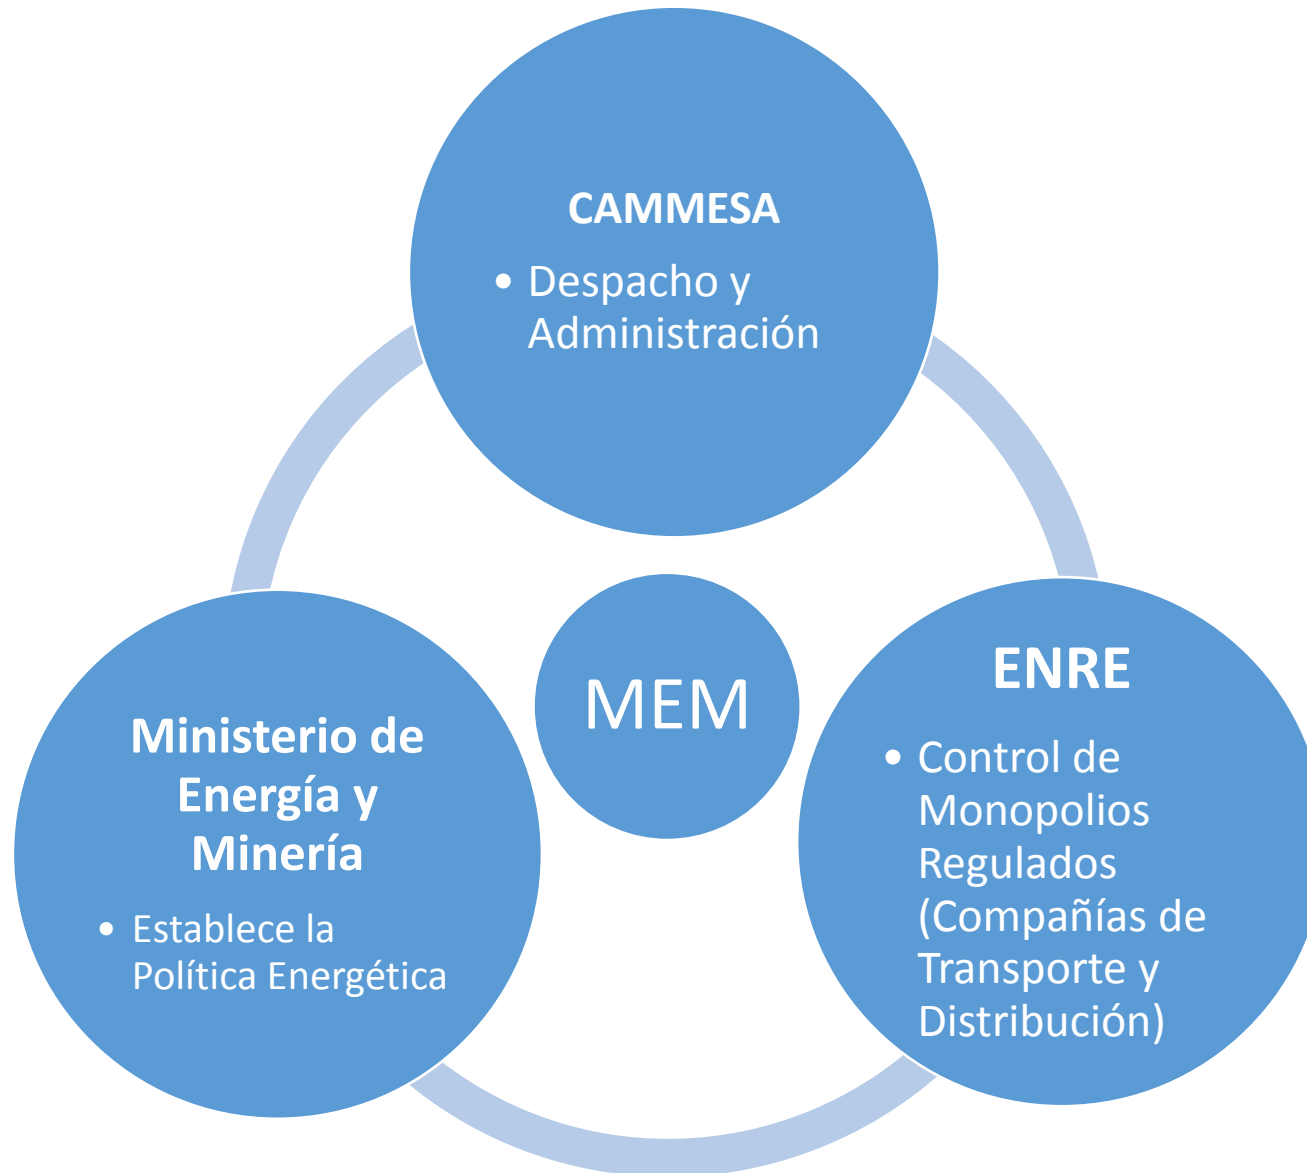 CAMMESA
• Despacho y
Administración
MEM
Ministerio de
Energía y
Minería
• Establece la
Política Energética
ENRE
• Control de
Monopolios
Regulados
(Compañías de
Transporte y
Distribución)